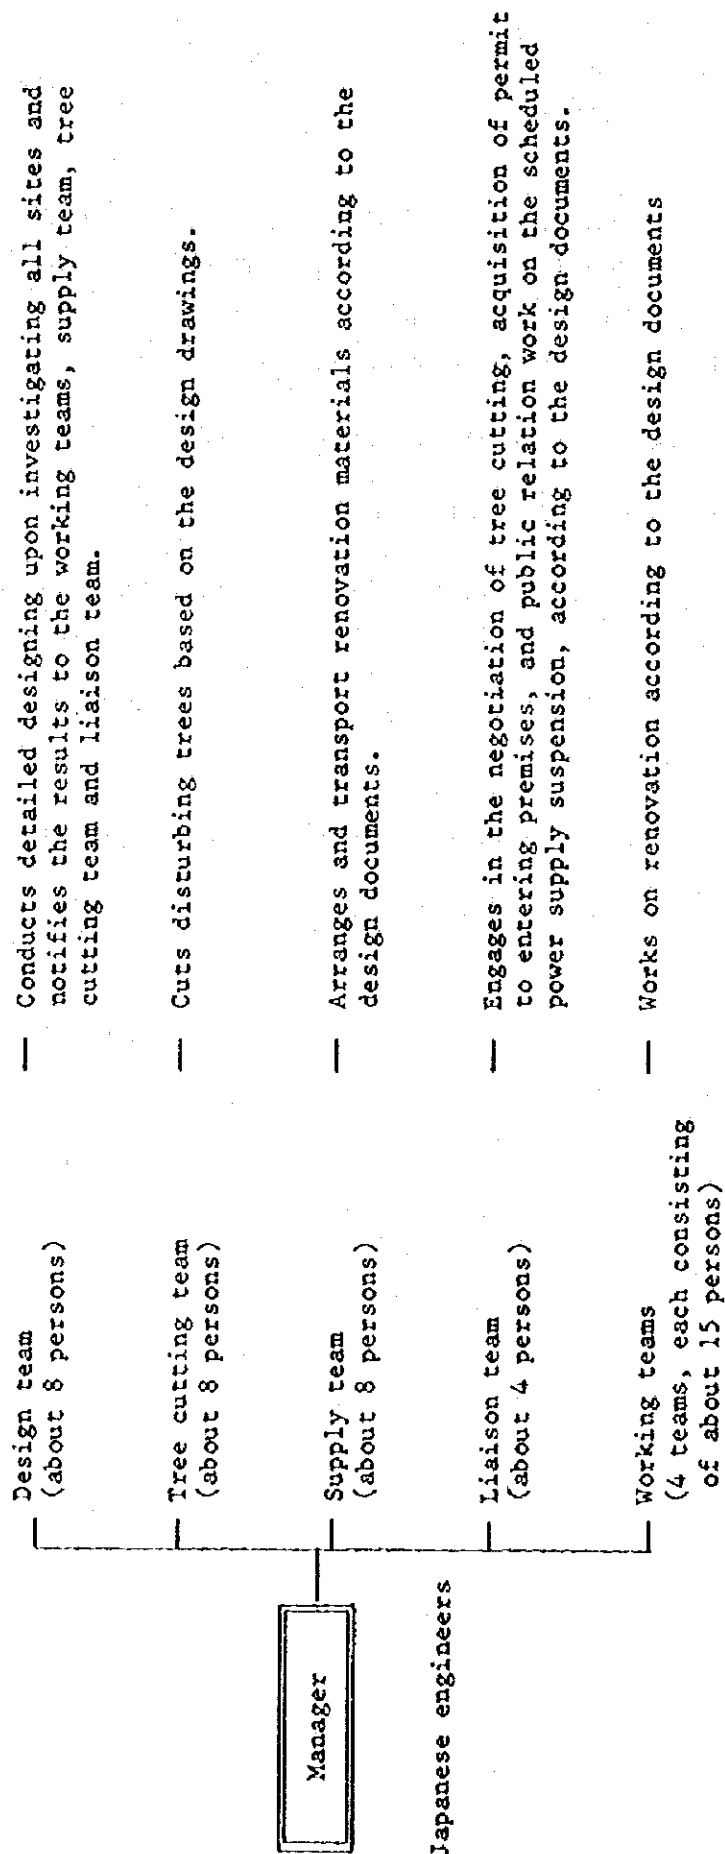 Manager
Japanese engineers
Design team
(about 8 persons)
— Conducts detailed designing upon investigating all sites and
notifies the results to the working teams, supply team, tree
cutting team and liaison team.
Tree cutting team
(about 8 persons)
— Cuts disturbing trees based on the design drawings.
Supply team
(about 8 persons)
— Arranges and transport renovation materials according to the
design documents.
Liaison team
(about 4 persons)
— Engages in the negotiation of tree cutting, acquisition of permit
to entering premises, and public relation work on the scheduled
power supply suspension, according to the design documents.
Working teams
(4 teams, each consisting
of about 15 persons)
— Works on renovation according to the design documents